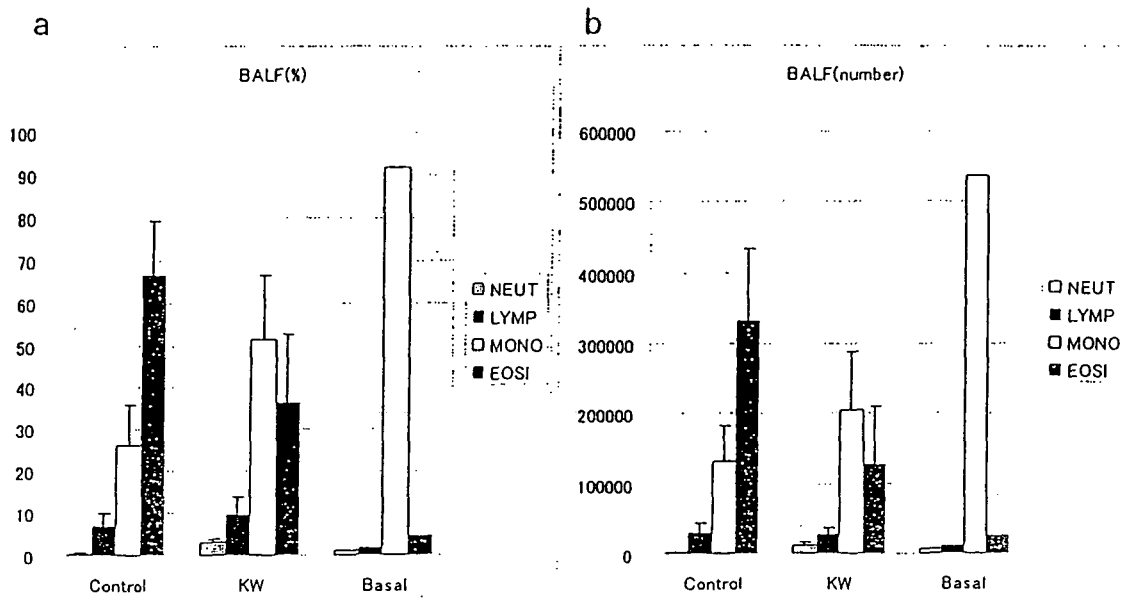 a
BALF(%)
100
90
80
70
60
50
40
30
20
10
0
Control KW Basal
NEUT
LYMP
MONO
EOSI
b
BALF(number)
600000
500000
400000
300000
200000
100000
0
Control KW Basal
NEUT
LYMP
MONO
EOSI